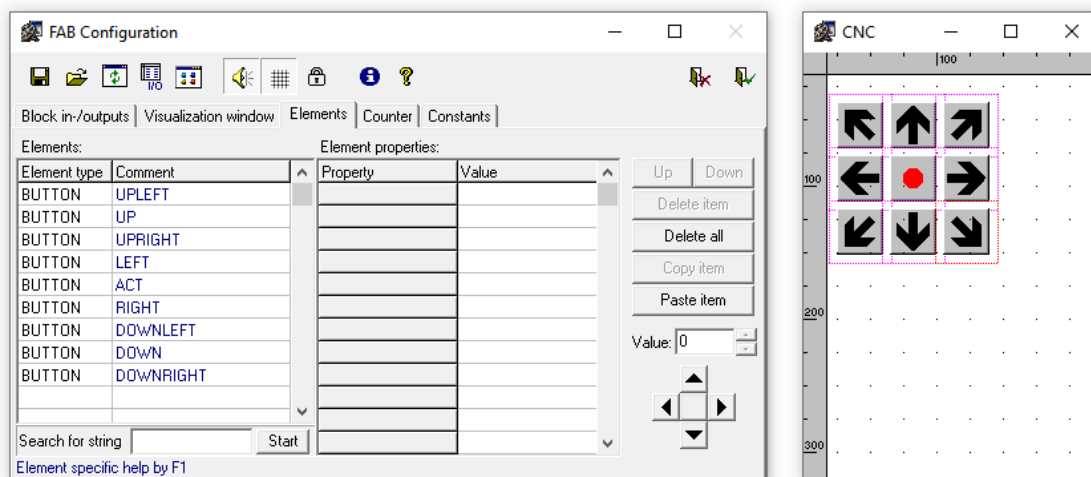 FAB Configuration
I/O
Block in-/outputs Visualization window Elements Counter Constants
Elements: Element properties:
Element type Comment Property Value
BUTTON UPLEFT
BUTTON UP
BUTTON UPRIGHT
BUTTON LEFT
BUTTON ACT
BUTTON RIGHT
BUTTON DOWNLEFT
BUTTON DOWN
BUTTON DOWNRIGHT
Search for string Start
Element specific help by F1
Up Down
Delete item
Delete all
Copy item
Paste item
Value: 0
CNC
100
100
200
300